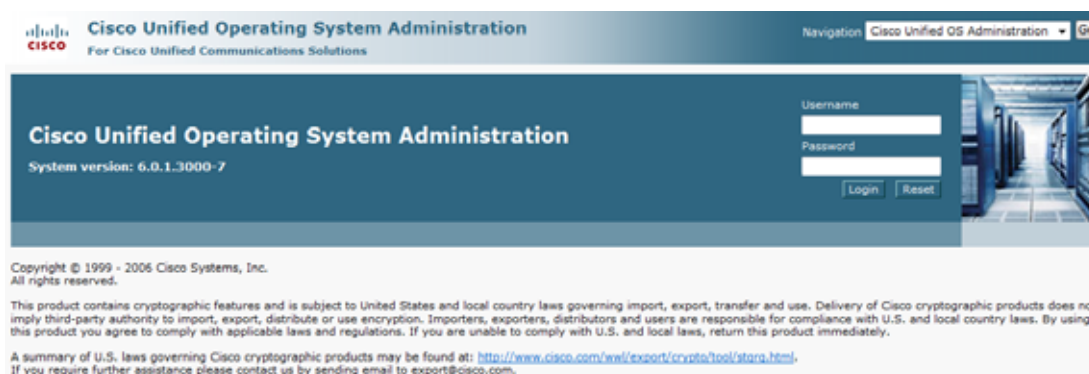 cisco
Cisco Unified Operating System Administration
For Cisco Unified Communications Solutions
Navigation Cisco Unified OS Administration
Cisco Unified Operating System Administration
System version: 6.0.1.3000-7
Username
Password
Login Reset
Copyright © 1999 - 2006 Cisco Systems, Inc.
All rights reserved.
This product contains cryptographic features and is subject to United States and local country laws governing import, export, transfer and use. Delivery of Cisco cryptographic products does
imply third-party authority to import, export, distribute or use encryption. Importers, exporters, distributors and users are responsible for compliance with U.S. and local country laws. By using
this product you agree to comply with applicable laws and regulations. If you are unable to comply with U.S. and local laws, return this product immediately.
A summary of U.S. laws governing Cisco cryptographic products may be found at: http://www.cisco.com/wwl/export/crypto/tool/stqrg.html.
If you require further assistance please contact us by sending email to export@cisco.com.